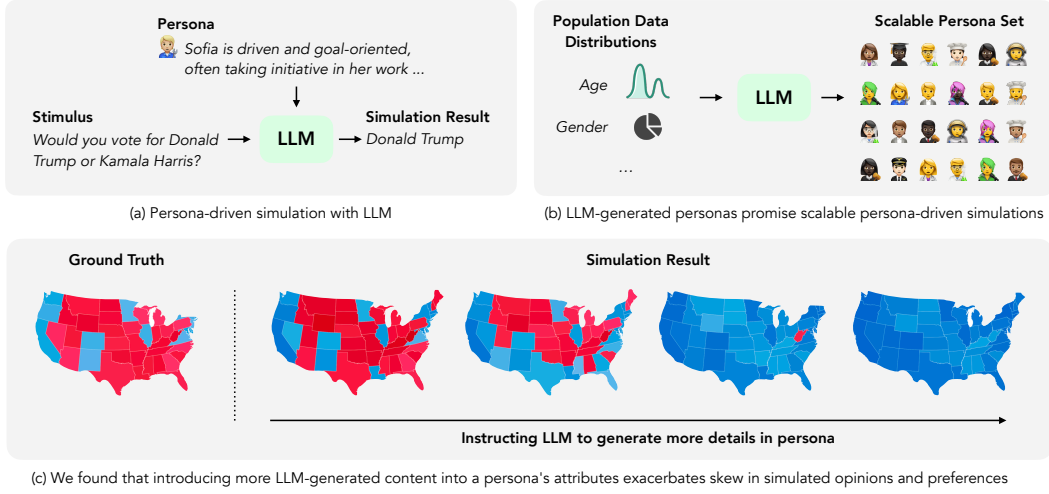 Persona
Sofia is driven and goal-oriented,
often taking initiative in her work ...
Stimulus
Would you vote for Donald
Trump or Kamala Harris?
LLM
Simulation Result
Donald Trump
(a) Persona-driven simulation with LLM
Population Data
Distributions
Age
Gender
...
LLM
Scalable Persona Set
(b) LLM-generated personas promise scalable persona-driven simulations
Ground Truth
Simulation Result
Instructing LLM to generate more details in persona
(c) We found that introducing more LLM-generated content into a persona's attributes exacerbates skew in simulated opinions and preferences